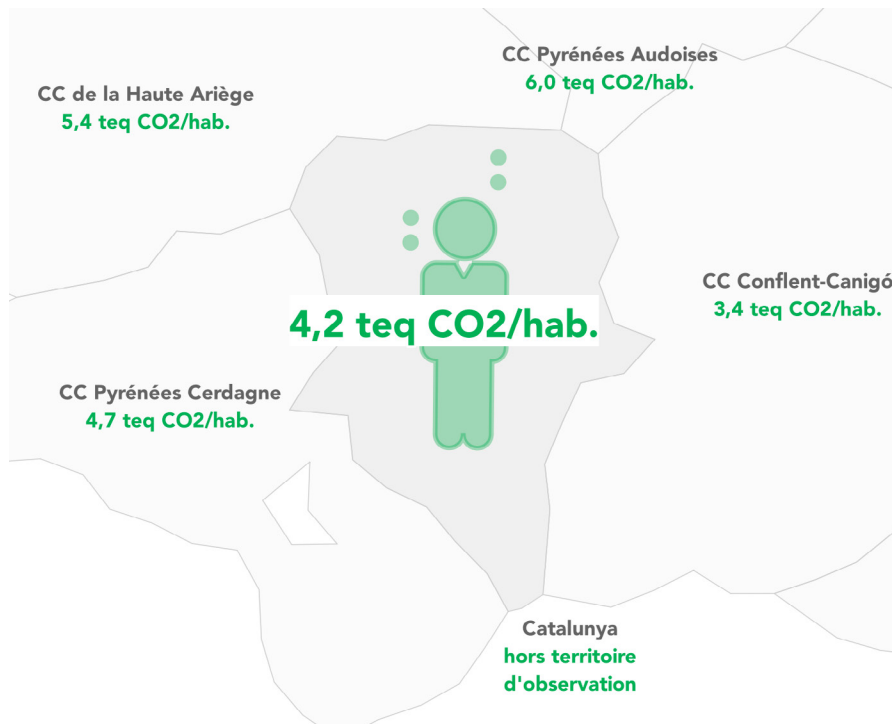 CC Pyrénées Audoises
6,0 teq CO2/hab.
CC de la Haute Ariège
5,4 teq CO2/hab.
CC Conflent-Canigó
3,4 teq CO2/hab.
4,2 teq CO2/hab.
CC Pyrénées Cerdagne
4,7 teq CO2/hab.
Catalunya
hors territoire
d'observation